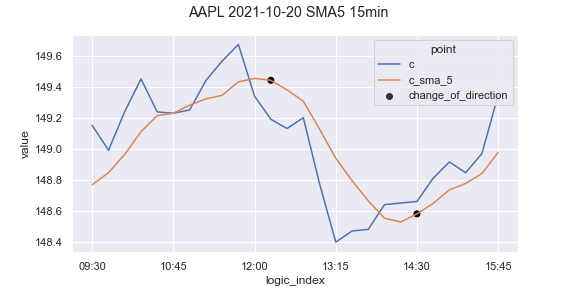 AAPL 2021-10-20 SMA5 15min
point
c
c_sma_5
change_of_direction
149.6
149.4
149.2
149.0
148.8
148.6
148.4
value
09:30 10:45 12:00 13:15 14:30 15:45
logic_index